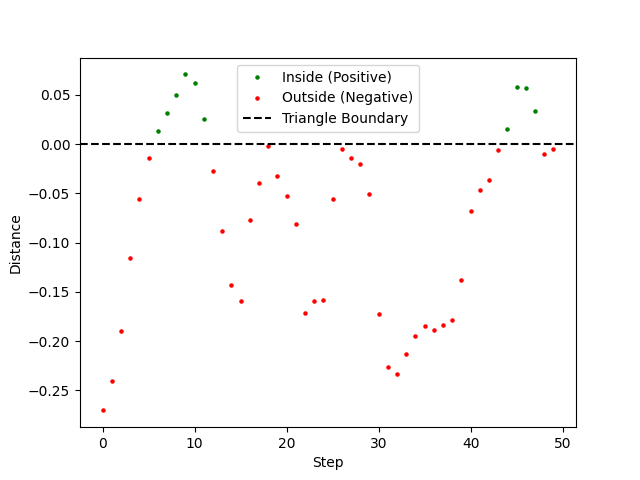 Inside (Positive)
Outside (Negative)
Triangle Boundary
Distance
0.05
0.00
−0.05
−0.10
−0.15
−0.20
−0.25
0 10 20 30 40 50
Step